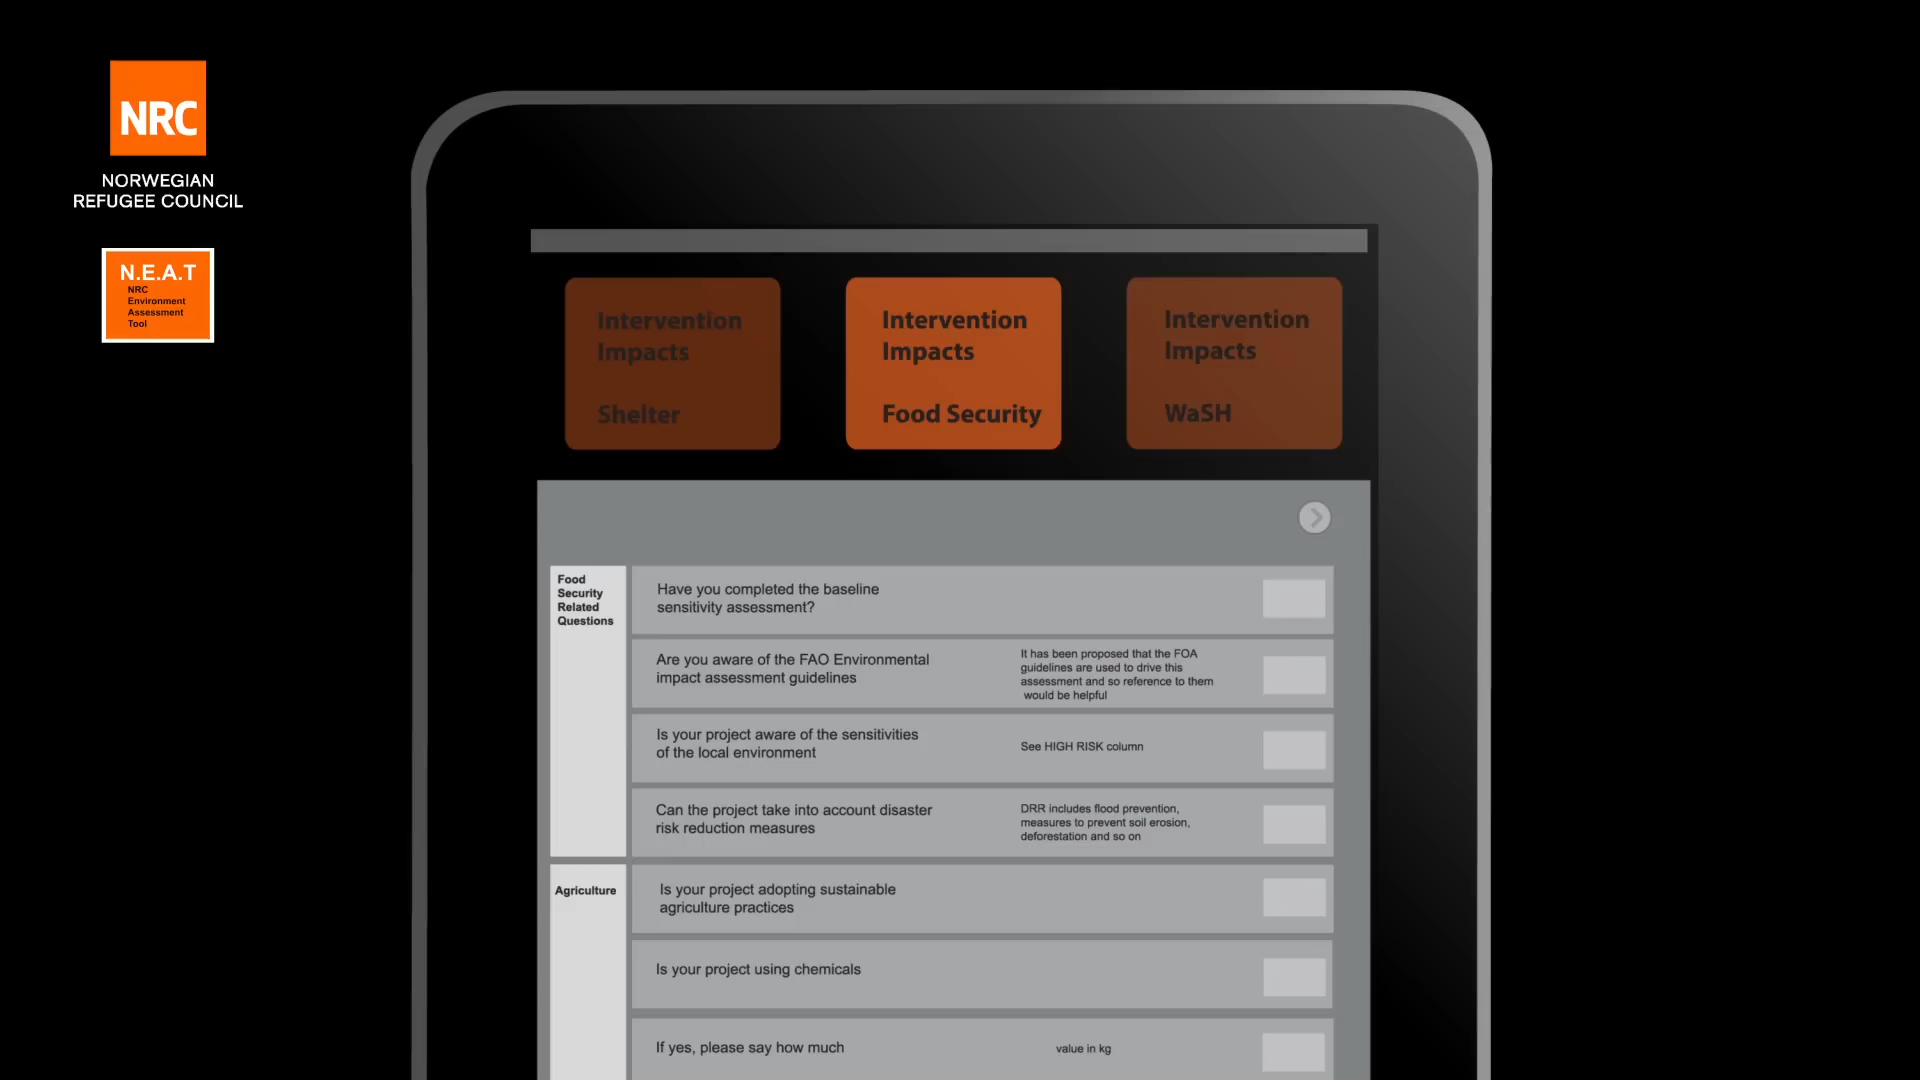 NRC
NORWEGIAN
REFUGEE COUNCIL
N.E.A.T
NRC
Environment
Assessment
Tool
Intervention
Impacts
Shelter
Intervention
Impacts
Food Security
Intervention
Impacts
WaSH
Food
Security
Related
Questions
Have you completed the baseline
sensitivity assessment?
Are you aware of the FAO Environmental
impact assessment guidelines
It has been proposed that the FOA
guidelines are used to drive this
assessment and so reference to them
would be helpful
Is your project aware of the sensitivities
of the local environment
See HIGH RISK column
Can the project take into account disaster
risk reduction measures
DRR includes flood prevention,
measures to prevent soil erosion,
deforestation and so on
Agriculture
Is your project adopting sustainable
agriculture practices
Is your project using chemicals
If yes, please say how much
value in kg